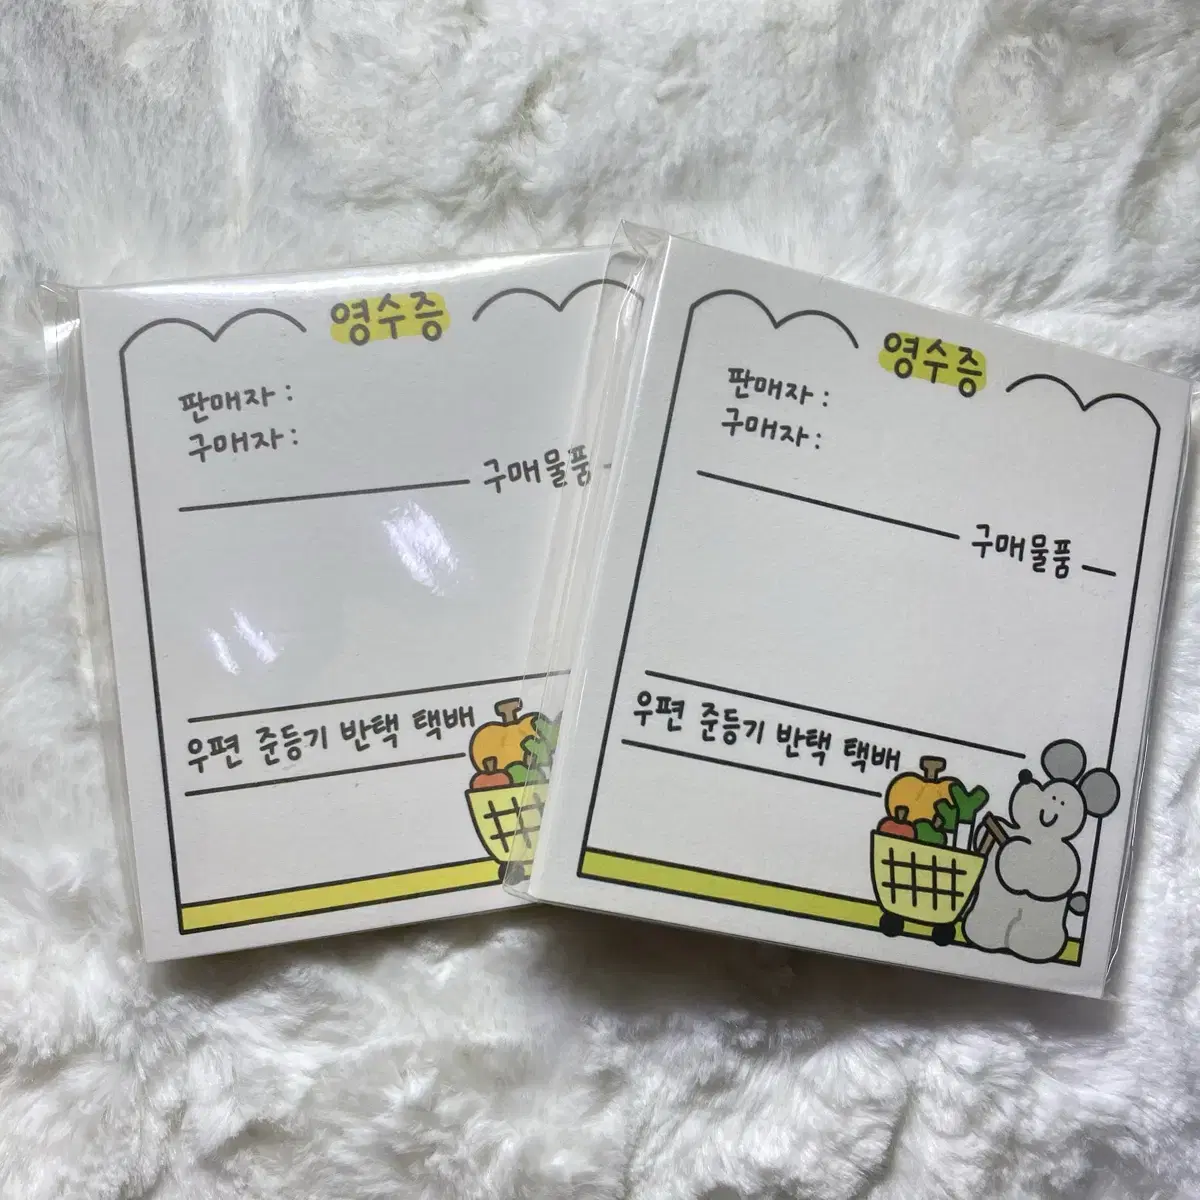 영수증
판매자 :
구매자 :
구매물품
우편 준등기 반택 택배
영수증
판매자 :
구매자 :
구매물품
우편 준등기 반택 택배